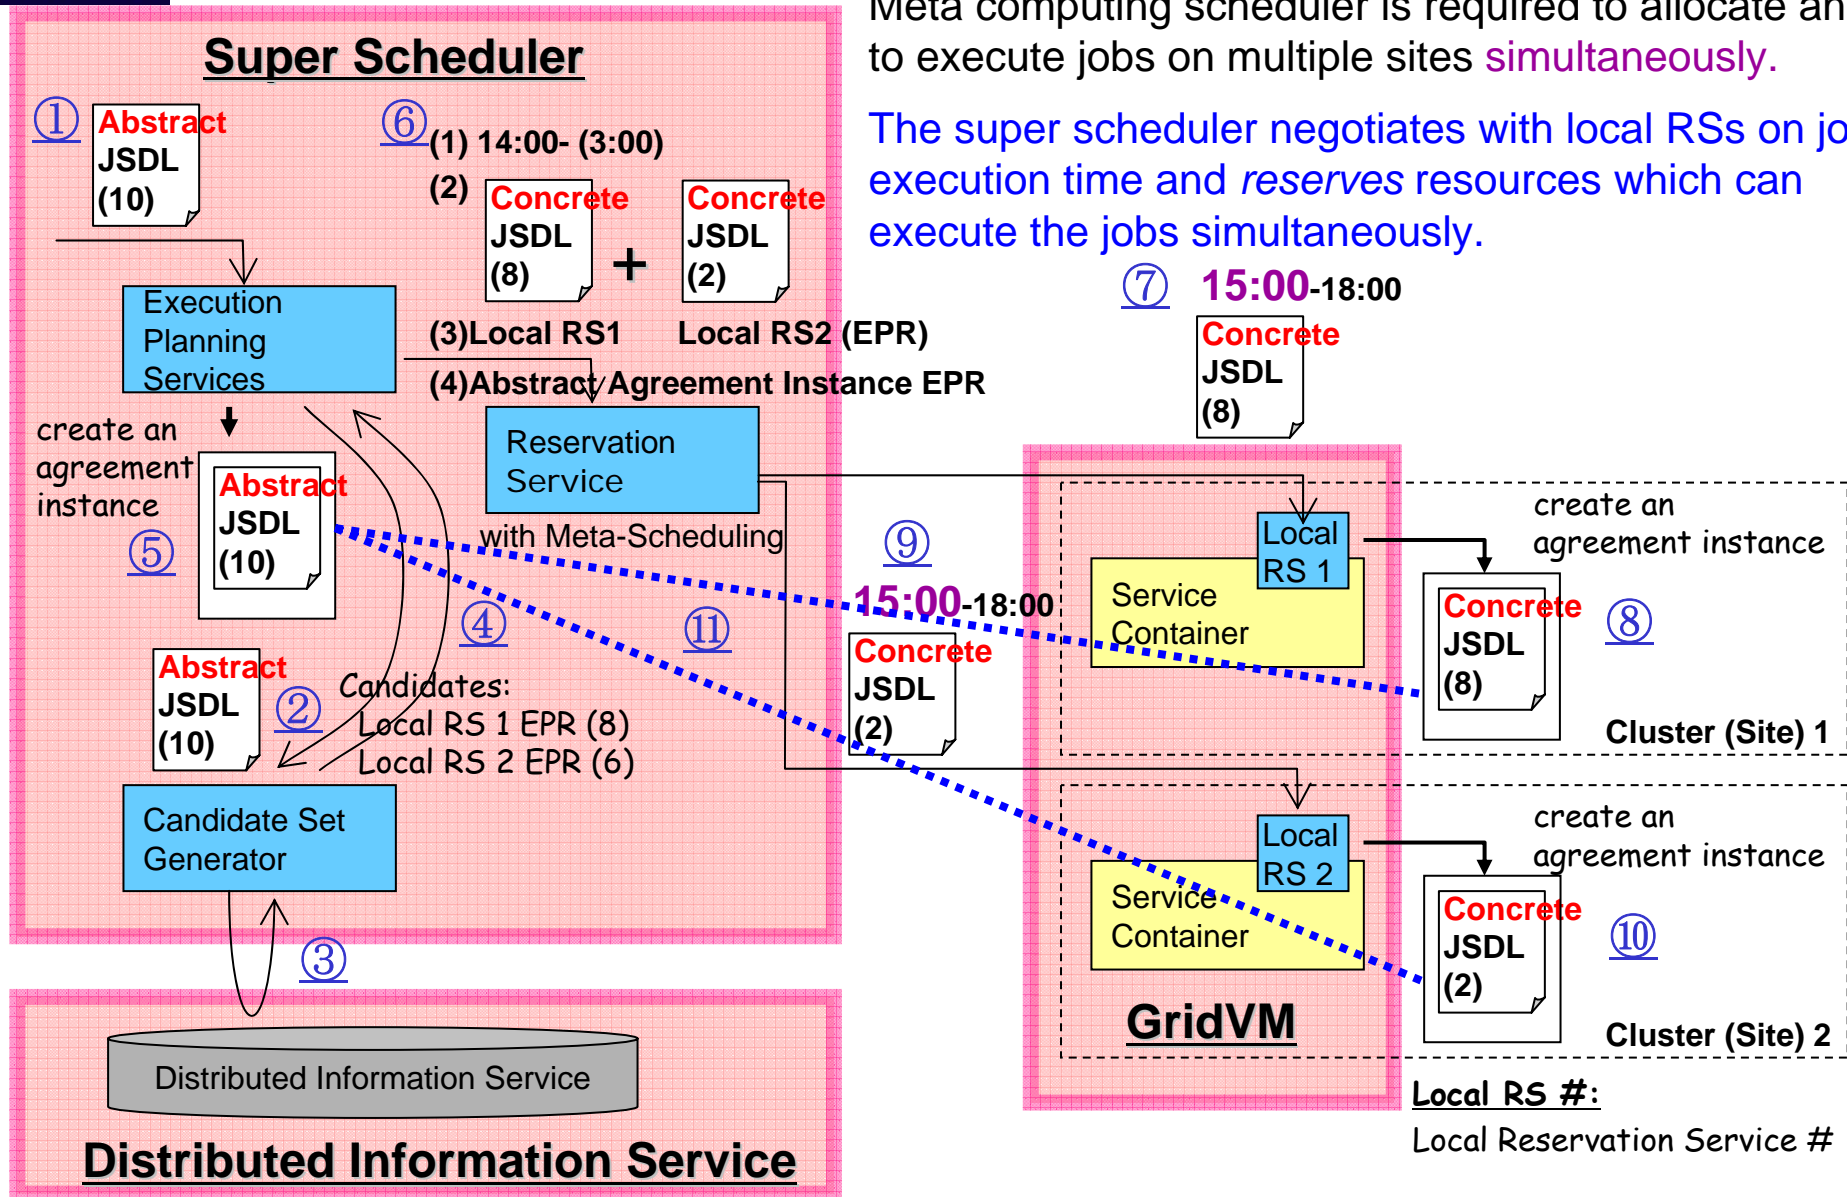 Meta computing scheduler is required to allocate an
to execute jobs on multiple sites simultaneously.
The super scheduler negotiates with local RSs on jo
execution time and reserves resources which can
execute the jobs simultaneously.
Super Scheduler
①
Abstract
JSDL
(10)
⑥
(1) 14:00- (3:00)
(2)
Concrete
JSDL
(8)
+
Concrete
JSDL
(2)
(3)Local RS1 Local RS2 (EPR)
(4)Abstract Agreement Instance EPR
Execution
Planning
Services
create an
agreement
instance
⑤
Abstract
JSDL
(10)
Reservation
Service
with Meta-Scheduling
④
⑪
Abstract
JSDL
(10)
②
Candidates:
Local RS 1 EPR (8)
Local RS 2 EPR (6)
Candidate Set
Generator
③
Distributed Information Service
Distributed Information Service
⑦
15:00-18:00
Concrete
JSDL
(8)
⑨
15:00-18:00
Concrete
JSDL
(2)
Local
RS 1
Service
Container
create an
agreement instance
Concrete
JSDL
(8)
⑧
Cluster (Site) 1
Local
RS 2
Service
Container
create an
agreement instance
Concrete
JSDL
(2)
⑩
Cluster (Site) 2
GridVM
Local RS #:
Local Reservation Service #